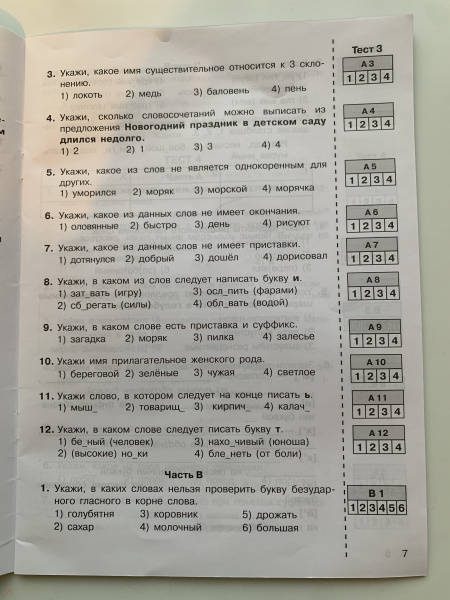 Тест 3
3. Укажи, какое имя существительное относится к 3 скло-
нению.
1) локоть 2) медь 3) баловень 4) пень
А 3
1 2 3 4
4. Укажи, сколько словосочетаний можно выписать из
предложения Новогодний праздник в детском саду
длился недолго.
1) 2 2) 1 3) 3 4) 4
А 4
1 2 3 4
5. Укажи, какое из слов не является однокоренным для
других.
1) уморился 2) моряк 3) морской 4) морячка
А 5
1 2 3 4
6. Укажи, какое из данных слов не имеет окончания.
1) оловянные 2) быстро 3) день 4) рисуют
А 6
1 2 3 4
7. Укажи, какое из данных слов не имеет приставки.
1) дотянулся 2) добрый 3) дошёл 4) дорисовал
А 7
1 2 3 4
8. Укажи, в каком из слов следует написать букву и.
1) зат_вать (игру) 3) осл_пить (фарами)
2) сб_регать (силы) 4) обл_вать (водой)
А 8
1 2 3 4
9. Укажи, в каком слове есть приставка и суффикс.
1) загадка 2) моряк 3) пилка 4) залесье
А 9
1 2 3 4
10. Укажи имя прилагательное женского рода.
1) береговой 2) зелёные 3) чужая 4) светлое
А 10
1 2 3 4
11. Укажи слово, в котором следует на конце писать ь.
1) мыш_ 2) товарищ_ 3) кирпич_ 4) калач_
А 11
1 2 3 4
12. Укажи, в каком слове следует писать букву т.
1) бе_ный (человек) 3) нахо_чивый (юноша)
2) (высокие) но_ки 4) бле_неть (от боли)
А 12
1 2 3 4
Часть В
1. Укажи, в каких словах нельзя проверить букву безудар-
ного гласного в корне слова.
1) голубятня 3) коровник 5) дрожать
2) сахар 4) молочный 6) большая
В 1
1 2 3 4 5 6
7